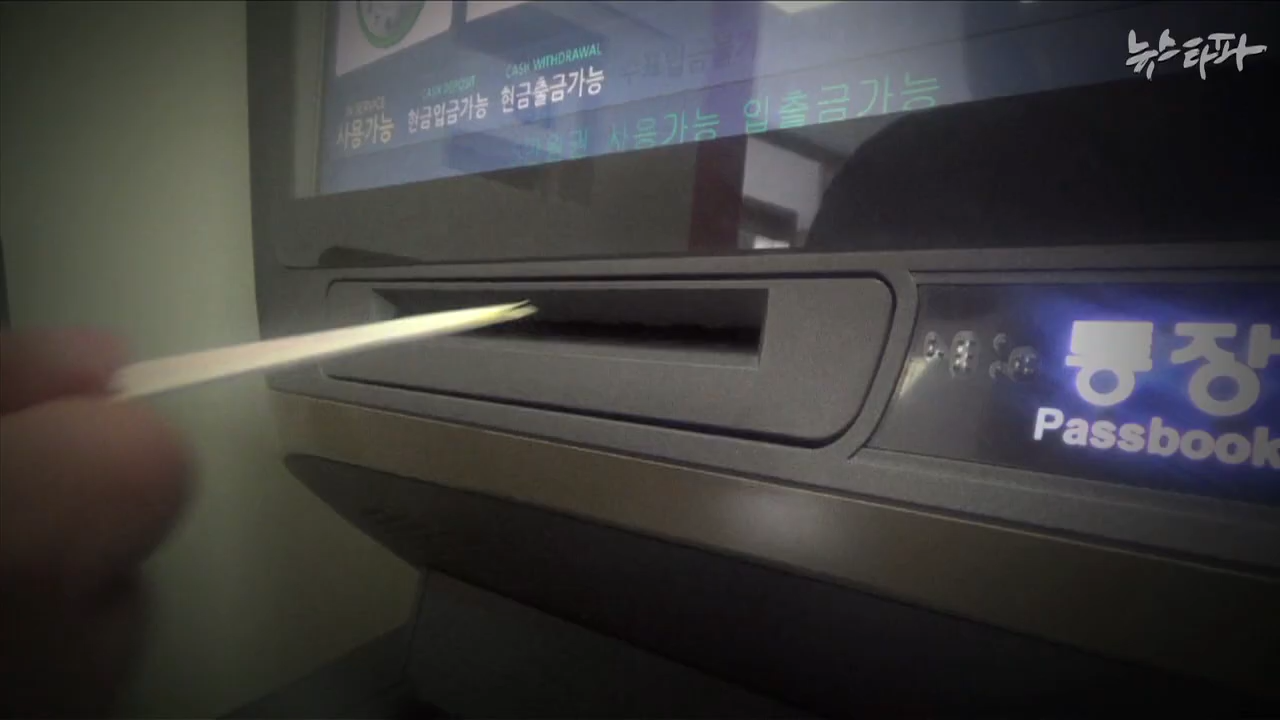 뉴스타파
IN SERVICE
사용가능
CASH DEPOSIT
현금입금가능
CASH WITHDRAWAL
현금출금가능
사용가능 입출금가능
통장
Passbook